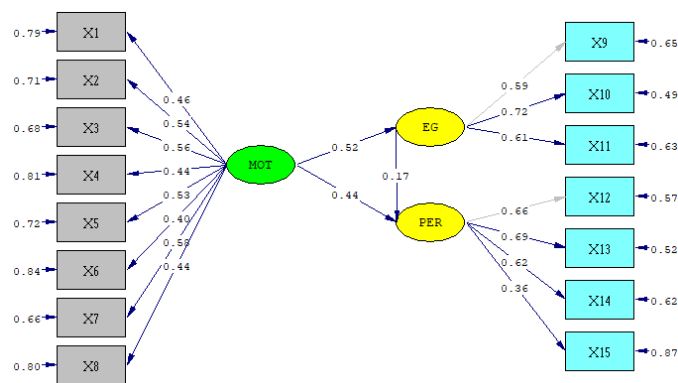 0.79 X1
0.71 X2
0.68 X3
0.81 X4
0.72 X5
0.84 X6
0.66 X7
0.80 X8
0.46
0.54
0.56
0.44
0.53
0.40
0.58
0.44
MOT
0.52
0.44
EG
0.17
PER
0.59
0.72
0.61
0.66
0.69
0.62
0.36
X9 0.65
X10 0.49
X11 0.63
X12 0.57
X13 0.52
X14 0.62
X15 0.87